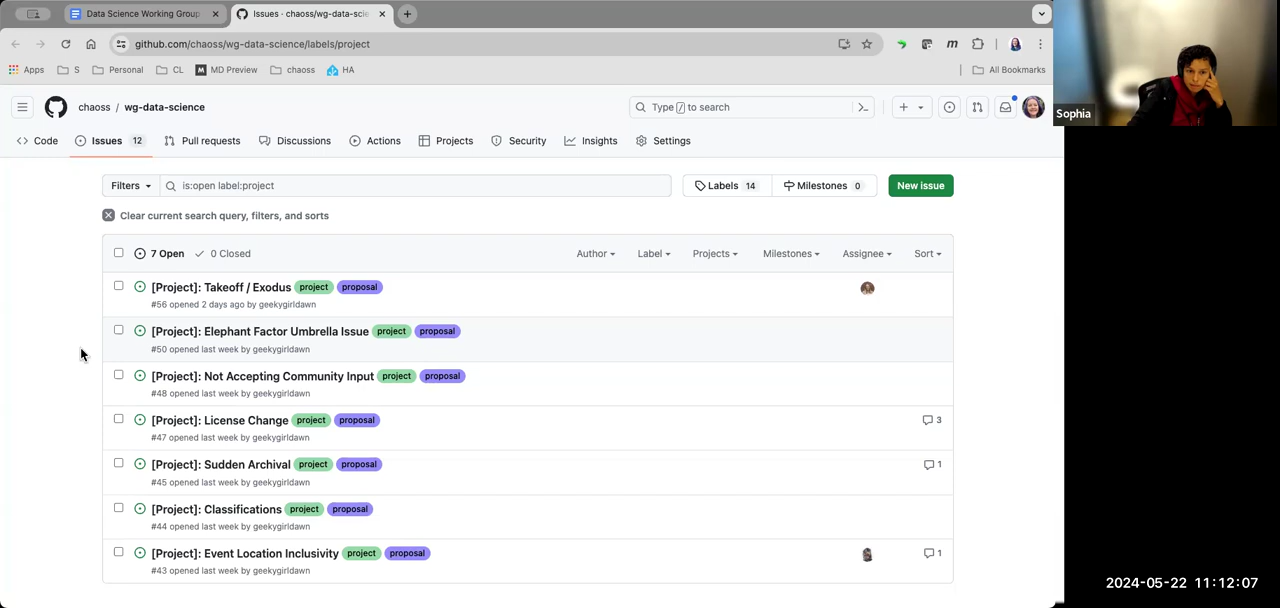 Data Science Working Group
Issues · chaoss/wg-data-scie
github.com/chaoss/wg-data-science/labels/project
Apps
S
Personal
CL
M
MD Preview
chaoss
HA
All Bookmarks
Sophia
chaoss / wg-data-science
Type / to search
Code
Issues 12
Pull requests
Discussions
Actions
Projects
Security
Insights
Settings
Filters
is:open label:project
Labels 14
Milestones 0
New issue
Clear current search query, filters, and sorts
7 Open
0 Closed
Author
Label
Projects
Milestones
Assignee
Sort
[Project]: Takeoff / Exodus project proposal
#56 opened 2 days ago by geekygirldawn
[Project]: Elephant Factor Umbrella Issue project proposal
#50 opened last week by geekygirldawn
[Project]: Not Accepting Community Input project proposal
#48 opened last week by geekygirldawn
[Project]: License Change project proposal 3
#47 opened last week by geekygirldawn
[Project]: Sudden Archival project proposal 1
#45 opened last week by geekygirldawn
[Project]: Classifications project proposal
#44 opened last week by geekygirldawn
[Project]: Event Location Inclusivity project proposal 1
#43 opened last week by geekygirldawn
2024-05-22 11:12:07